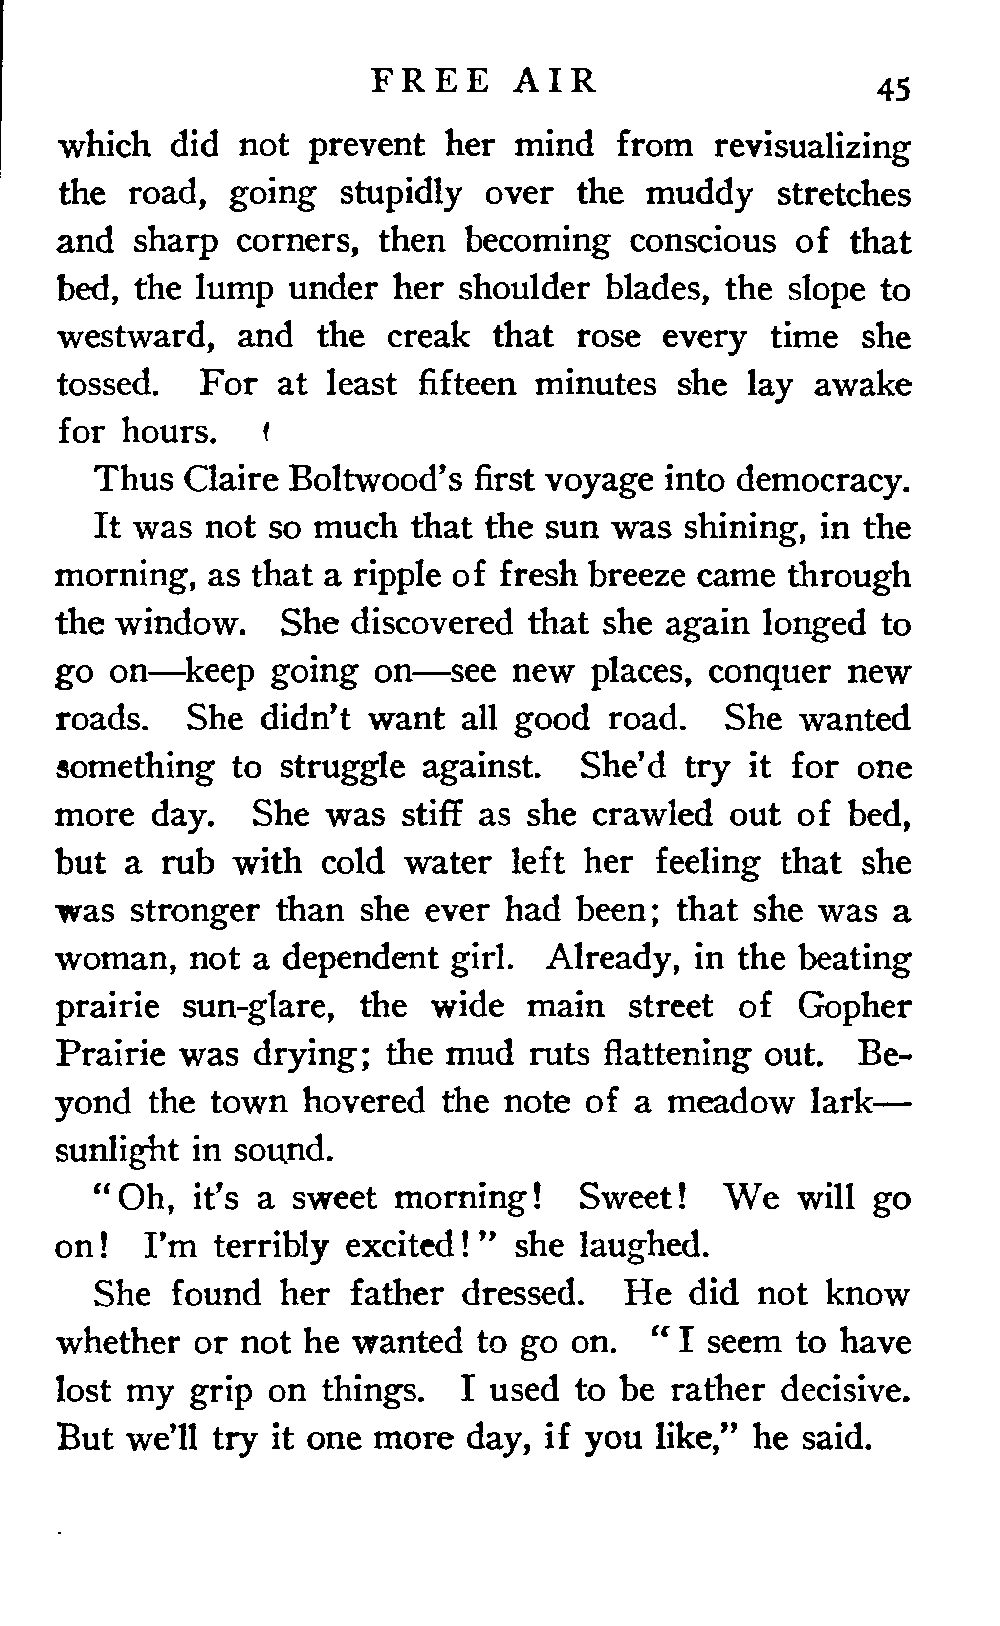 FREE AIR 45
which did not prevent her mind from revisualizing
the road, going stupidly over the muddy stretches
and sharp corners, then becoming conscious of that
bed, the lump under her shoulder blades, the slope to
westward, and the creak that rose every time she
tossed. For at least fifteen minutes she lay awake
for hours.
Thus Claire Boltwood's first voyage into democracy.
It was not so much that the sun was shining, in the
morning, as that a ripple of fresh breeze came through
the window. She discovered that she again longed to
go on—keep going on—see new places, conquer new
roads. She didn't want all good road. She wanted
something to struggle against. She'd try it for one
more day. She was stiff as she crawled out of bed,
but a rub with cold water left her feeling that she
was stronger than she ever had been; that she was a
woman, not a dependent girl. Already, in the beating
prairie sun-glare, the wide main street of Gopher
Prairie was drying; the mud ruts flattening out. Be-
yond the town hovered the note of a meadow lark—
sunlight in sound.
"Oh, it's a sweet morning! Sweet! We will go
on! I'm terribly excited!" she laughed.
She found her father dressed. He did not know
whether or not he wanted to go on. "I seem to have
lost my grip on things. I used to be rather decisive.
But we'll try it one more day, if you like," he said.